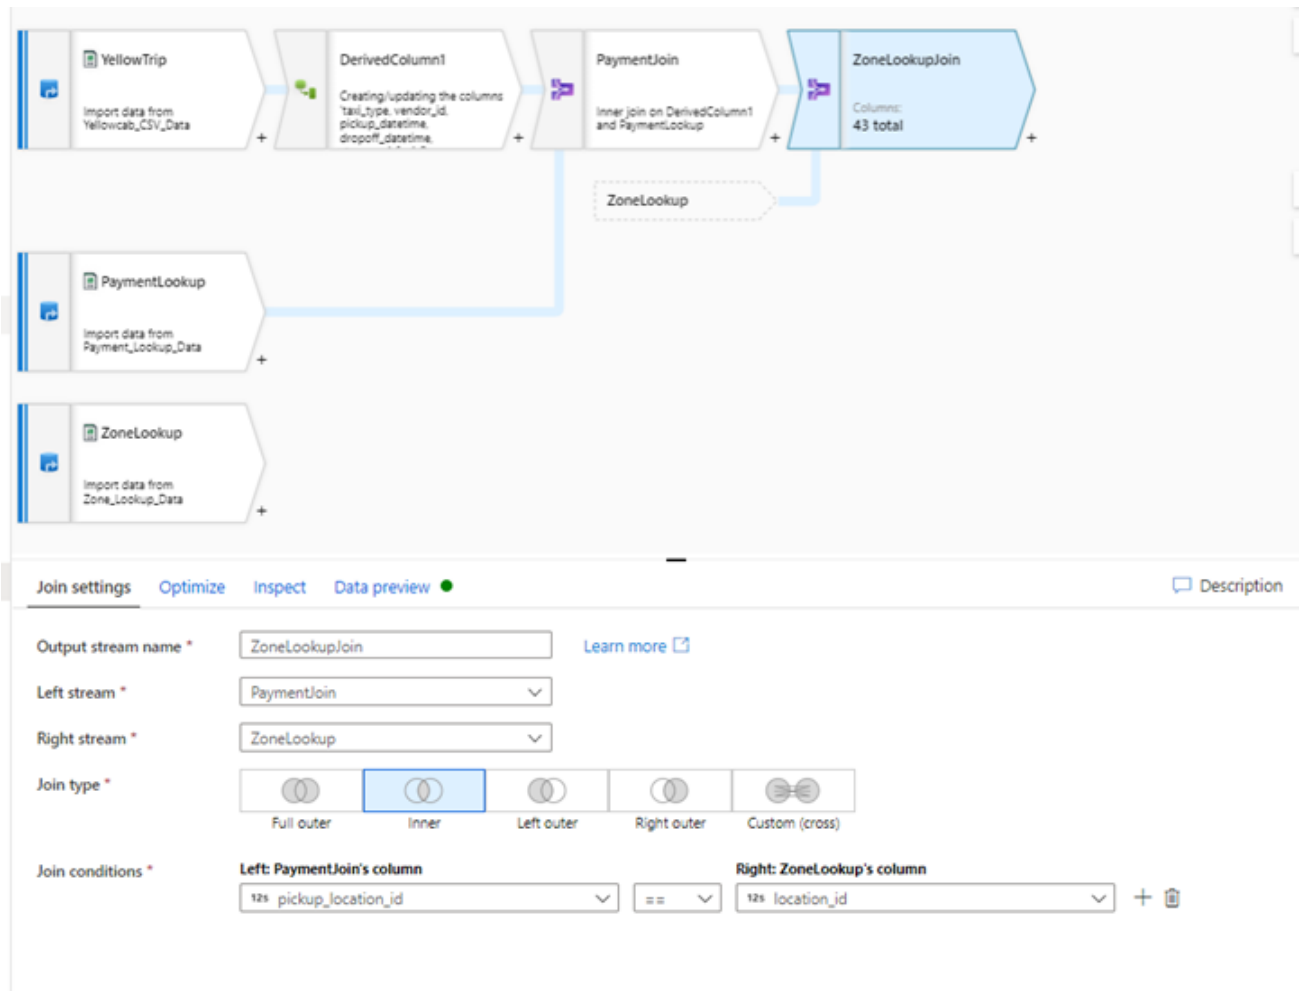 YellowTrip
Import data from
Yellowcab_CSV_Data
+
DerivedColumn1
Creating/updating the columns
'taxi_type, vendor_id,
pickup_datetime,
dropoff_datetime,
+
PaymentJoin
Inner join on DerivedColumn1
and PaymentLookup
+
ZoneLookupJoin
Columns:
43 total
+
ZoneLookup
PaymentLookup
Import data from
Payment_Lookup_Data
+
ZoneLookup
Import data from
Zone_Lookup_Data
+
Join settings Optimize Inspect Data preview Description
Output stream name * ZoneLookupJoin Learn more
Left stream * PaymentJoin
Right stream * ZoneLookup
Join type *
Full outer Inner Left outer Right outer Custom (cross)
Join conditions * Left: PaymentJoin's column Right: ZoneLookup's column
12s pickup_location_id == 12s location_id +